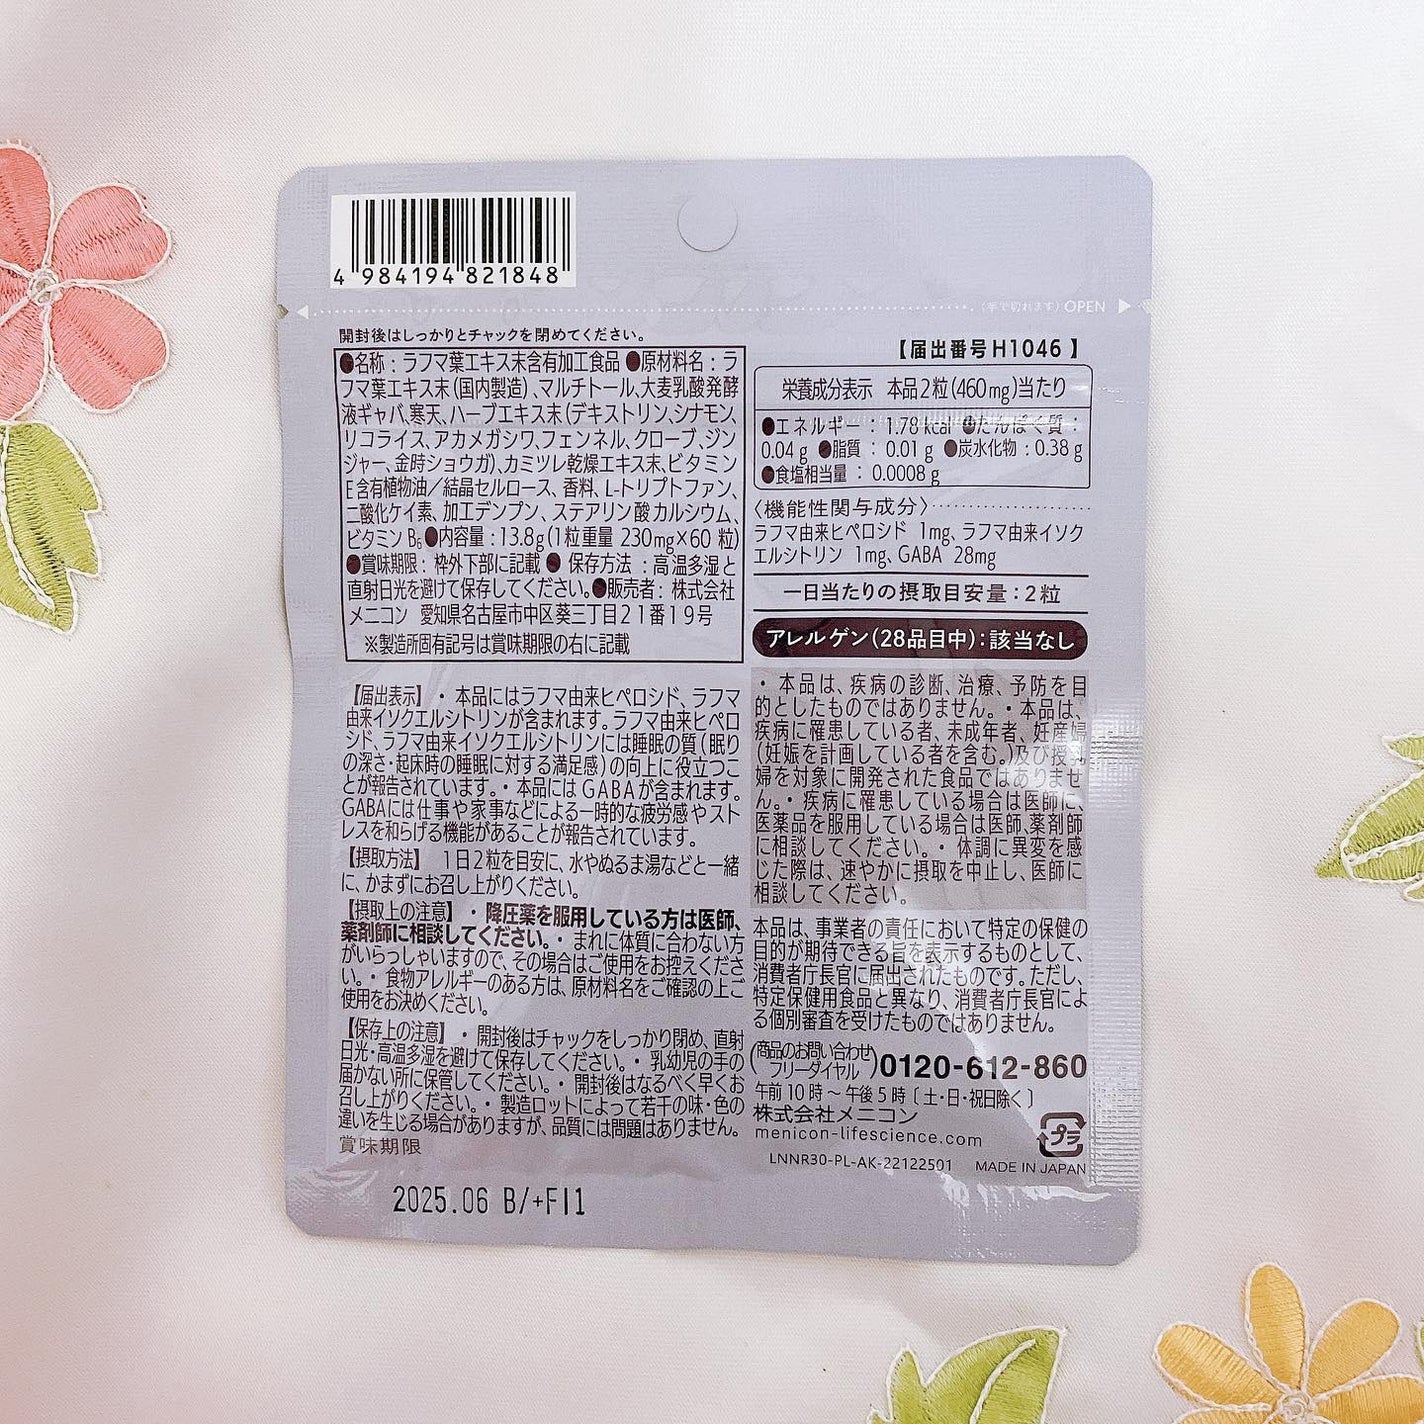 4 984194 821848
(手で切れます) OPEN
開封後はしっかりとチャックを閉めてください。
●名称：ラフマ葉エキス末含有加工食品 ●原材料名：ラ
フマ葉エキス末(国内製造)、マルチトール、大麦乳酸発酵
液ギャバ、寒天、ハーブエキス末(デキストリン、シナモン、
リコライス、アカメガシワ、フェンネル、クローブ、ジン
ジャー、金時ショウガ)、カミツレ乾燥エキス末、ビタミン
E含有植物油／結晶セルロース、香料、L-トリプトファン、
二酸化ケイ素、加工デンプン、ステアリン酸カルシウム、
ビタミンB₆●内容量：13.8g(1粒重量 230mg×60 粒)
●賞味期限：枠外下部に記載 ●保存方法：高温多湿と
直射日光を避けて保存してください。●販売者：株式会社
メニコン 愛知県名古屋市中区葵三丁目21番19号
※製造所固有記号は賞味期限の右に記載
【届出表示】・本品にはラフマ由来ヒペロシド、ラフマ
由来イソクエルシトリンが含まれます。ラフマ由来ヒペロ
シド、ラフマ由来イソクエルシトリンには睡眠の質(眠り
の深さ・起床時の睡眠に対する満足感)の向上に役立つこ
とが報告されています。・本品にはGABAが含まれます。
GABAには仕事や家事などによる一時的な疲労感やスト
レスを和らげる機能があることが報告されています。
【摂取方法】 1日2粒を目安に、水やぬるま湯などと一緒
に、かまずにお召し上がりください。
【摂取上の注意】・降圧薬を服用している方は医師、
薬剤師に相談してください。・まれに体質に合わない方
がいらっしゃいますので、その場合はご使用をお控えくださ
い。・食物アレルギーのある方は、原材料名をご確認の上ご
使用をお決めください。
【保存上の注意】・開封後はチャックをしっかり閉め、直射
日光・高温多湿を避けて保存してください。・乳幼児の手の
届かない所に保管してください。・開封後はなるべく早くお
召し上がりください。・製造ロットによって若干の味・色の
違いを生じる場合がありますが、品質には問題はありません。
賞味期限
2025.06 B/+FI1
【届出番号H1046】
栄養成分表示 本品2粒(460mg)当たり
●エネルギー：1.78 kcal ●たんぱく質：
0.04 g ●脂質：0.01 g ●炭水化物：0.38 g
●食塩相当量：0.0008 g
〈機能性関与成分〉
ラフマ由来ヒペロシド 1mg、ラフマ由来イソク
エルシトリン 1mg、GABA 28mg
一日当たりの摂取目安量：2粒
アレルゲン(28品目中)：該当なし
・本品は、疾病の診断、治療、予防を目
的としたものではありません。・本品は、
疾病に罹患している者、未成年者、妊産婦
(妊娠を計画している者を含む。)及び授乳
婦を対象に開発された食品ではありませ
ん。・疾病に罹患している場合は医師に、
医薬品を服用している場合は医師、薬剤師
に相談してください。・体調に異変を感
じた際は、速やかに摂取を中止し、医師に
相談してください。
本品は、事業者の責任において特定の保健の
目的が期待できる旨を表示するものとして、
消費者庁長官に届出されたものです。ただし、
特定保健用食品と異なり、消費者庁長官によ
る個別審査を受けたものではありません。
(商品のお問い合わせ フリーダイヤル)0120-612-860
午前10時～午後5時〔土・日・祝日除く〕
株式会社メニコン
menicon-lifescience.com
プラ
LNNR30-PL-AK-22122501 MADE IN JAPAN